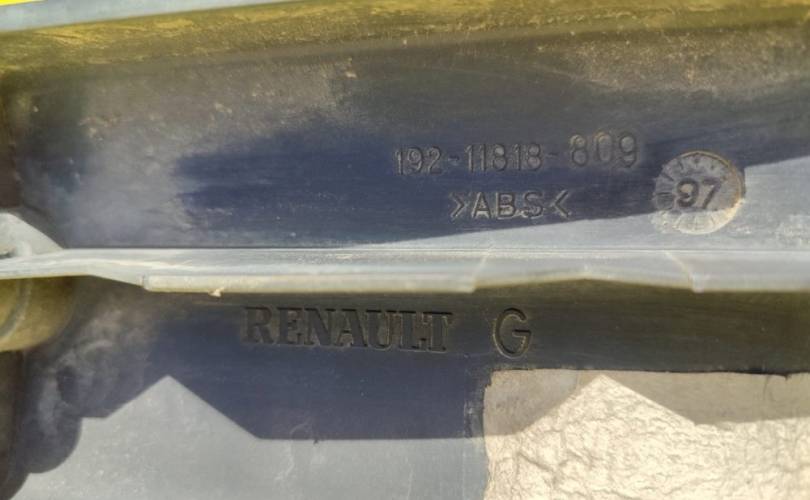 192-11818-809
>ABS<
97
RENAULT G